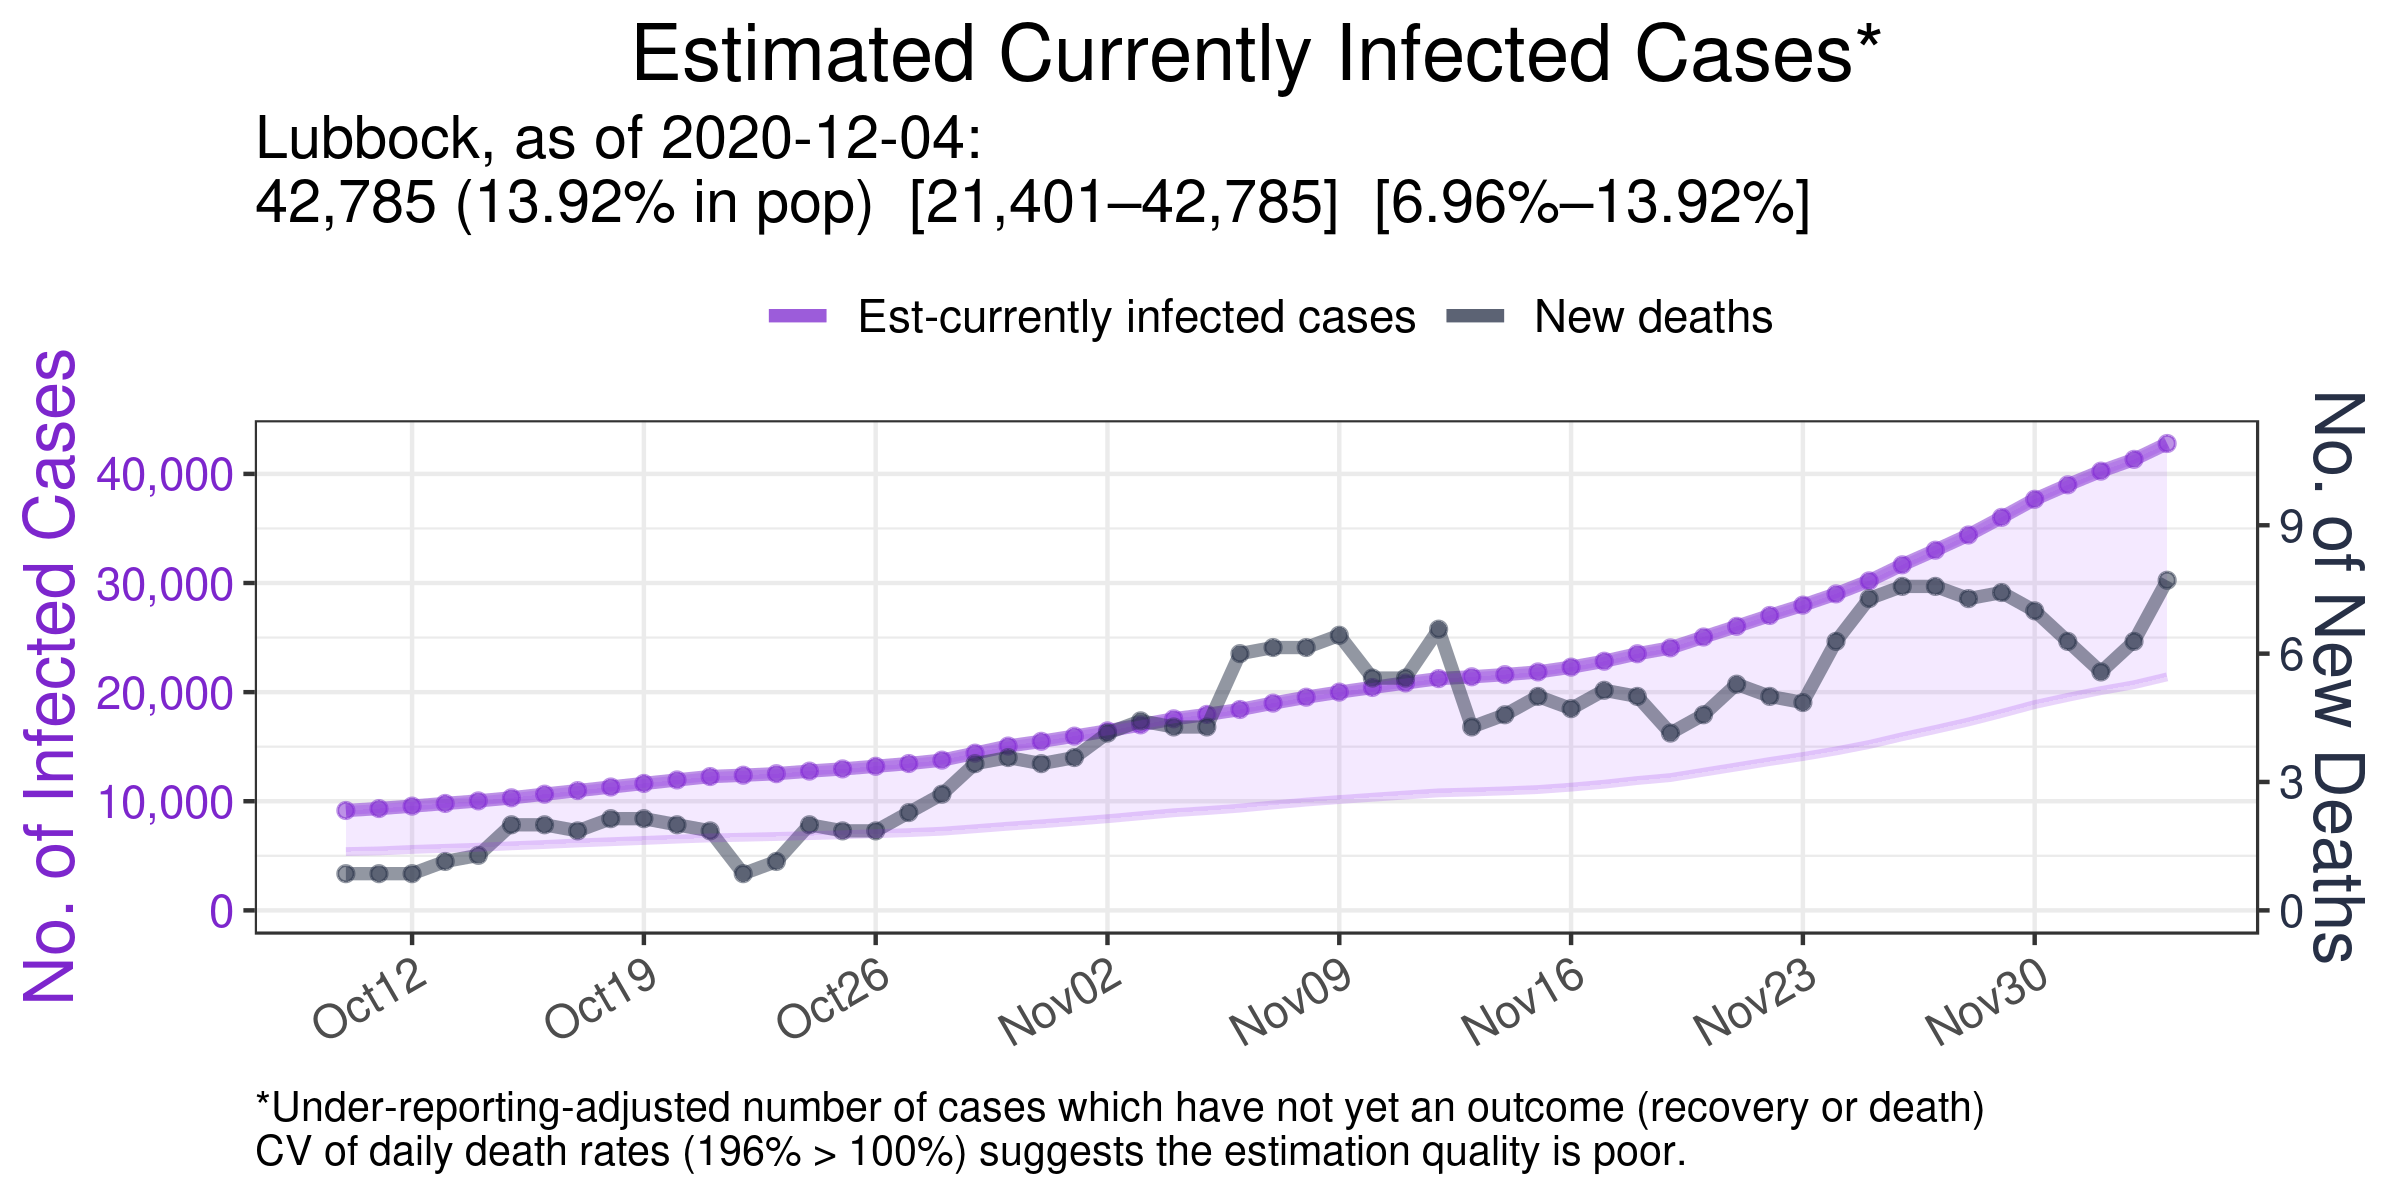 Estimated Currently Infected Cases*
Lubbock, as of 2020-12-04:
42,785 (13.92% in pop)  [21,401–42,785]  [6.96%–13.92%]
Est-currently infected cases
New deaths
No. of Infected Cases
40,000
30,000
20,000
10,000
0
No. of New Deaths
9
6
3
0
Oct12
Oct19
Oct26
Nov02
Nov09
Nov16
Nov23
Nov30
*Under-reporting-adjusted number of cases which have not yet an outcome (recovery or death)
CV of daily death rates (196% > 100%) suggests the estimation quality is poor.